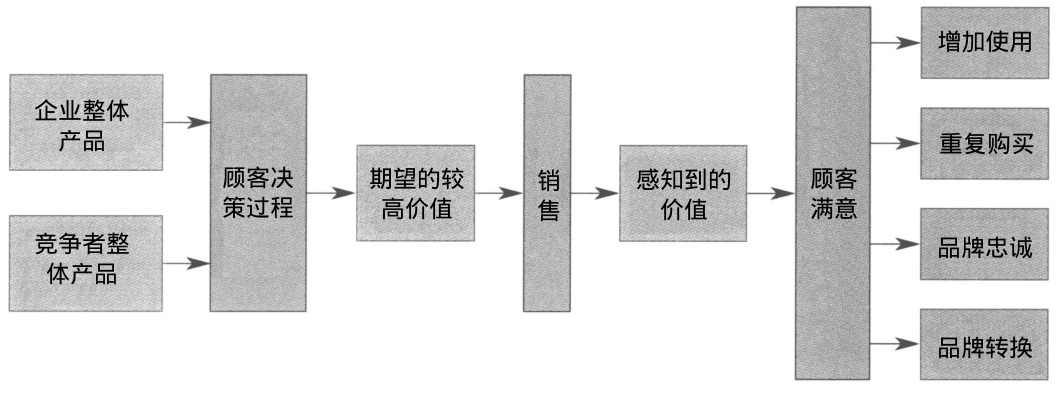 企业整体
产品
竞争者整
体产品
顾客决
策过程
期望的较
高价值
销
售
感知到的
价值
顾客
满意
增加使用
重复购买
品牌忠诚
品牌转换